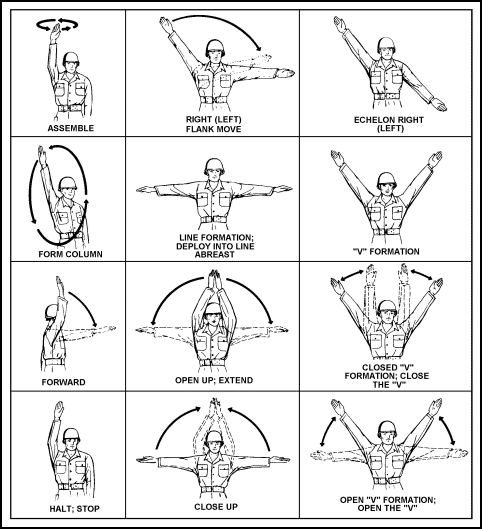 ASSEMBLE
RIGHT (LEFT)
FLANK MOVE
ECHELON RIGHT
(LEFT)
FORM COLUMN
LINE FORMATION;
DEPLOY INTO LINE
ABREAST
"V" FORMATION
FORWARD
OPEN UP; EXTEND
CLOSED "V"
FORMATION; CLOSE
THE "V"
HALT; STOP
CLOSE UP
OPEN "V" FORMATION;
OPEN THE "V"